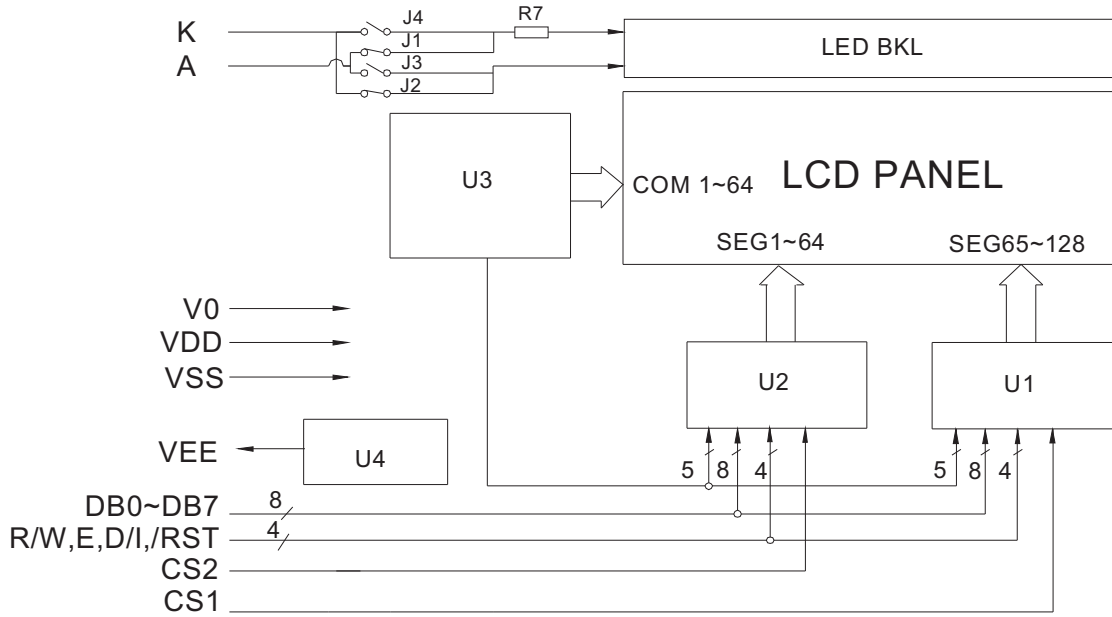 K
J4
R7
J1
LED BKL
A
J3
J2
U3
COM 1~64
LCD PANEL
SEG1~64
SEG65~128
V0
VDD
VSS
U2
U1
VEE
U4
5
8
4
5
8
4
DB0~DB7
8
R/W,E,D/I,/RST
4
CS2
CS1